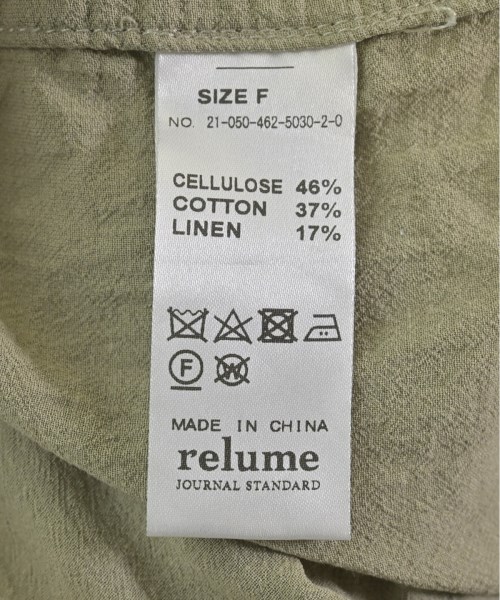 SIZE F
NO. 21-050-462-5030-2-0
CELLULOSE 46%
COTTON 37%
LINEN 17%
F W
MADE IN CHINA
relume
JOURNAL STANDARD